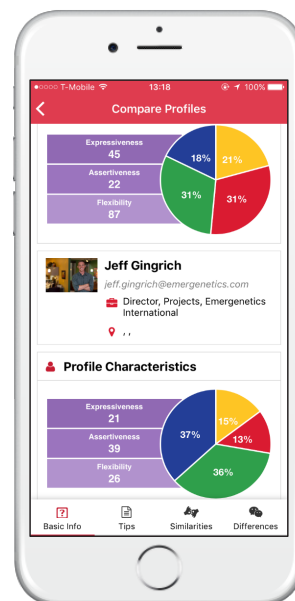 T-Mobile 13:18 100%
Compare Profiles
Expressiveness
45
Assertiveness
22
Flexibility
87
18% 21%
31% 31%
Jeff Gingrich
jeff.gingrich@emergenetics.com
Director, Projects, Emergenetics
International
, ,
Profile Characteristics
Expressiveness
21
Assertiveness
39
Flexibility
26
15%
37% 13%
36%
Basic Info Tips Similarities Differences